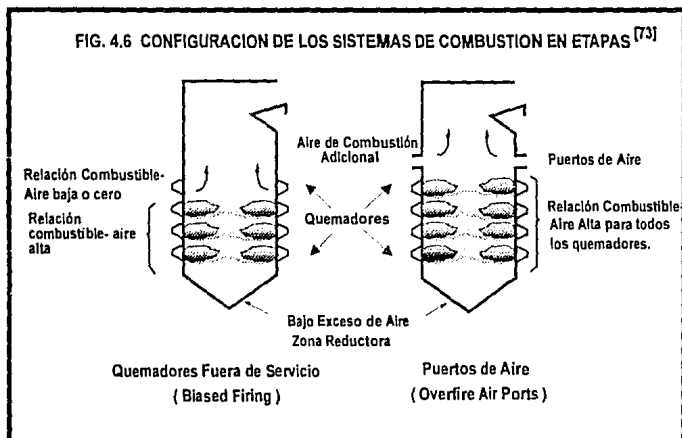 FIG. 4.6 CONFIGURACION DE LOS SISTEMAS DE COMBUSTION EN ETAPAS [73]
Relación Combustible-
Aire baja o cero
Relación
combustible- aire
alta
Aire de Combustión
Adicional
Quemadores
Puertos de Aire
Relación Combustible-
Aire Alta para todos
los quemadores.
Bajo Exceso de Aire
Zona Reductora
Quemadores Fuera de Servicio
( Biased Firing )
Puertos de Aire
( Overfire Air Ports )